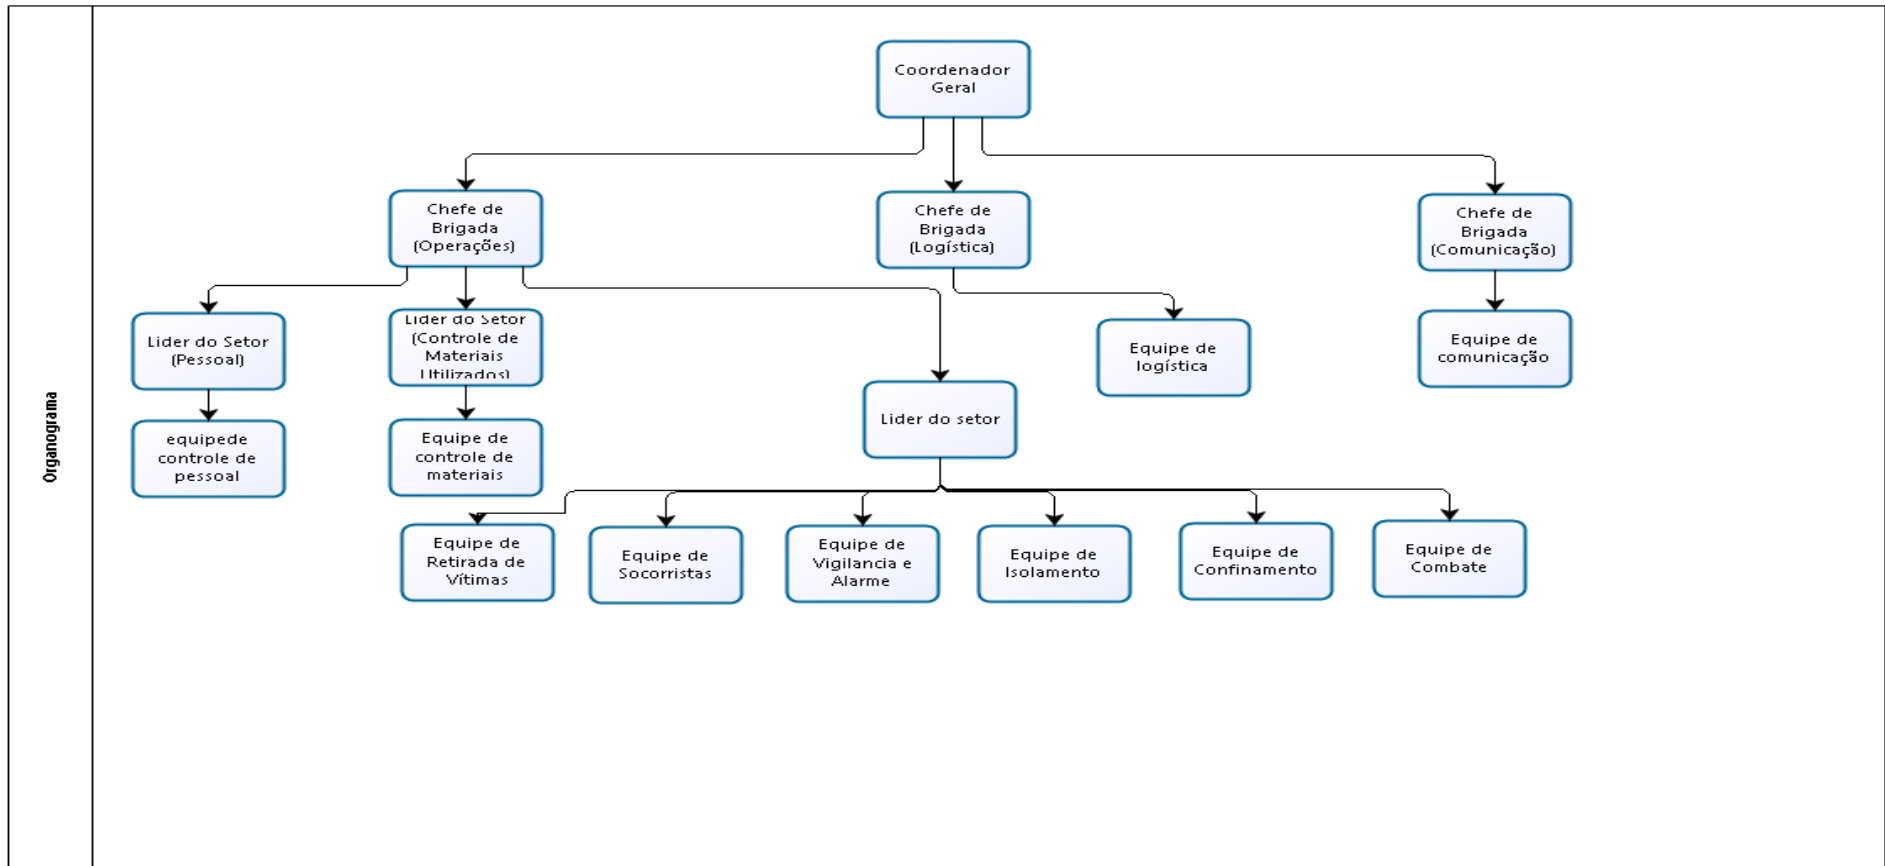 Organograma
Coordenador
Geral
Chefe de
Brigada
(Operações)
Chefe de
Brigada
(Logística)
Chefe de
Brigada
(Comunicação)
Lider do Setor
(Pessoal)
Lider do Setor
(Controle de
Materiais
Utilizados)
Lider do setor
Equipe de
logística
Equipe de
comunicação
equipede
controle de
pessoal
Equipe de
controle de
materiais
Equipe de
Retirada de
Vítimas
Equipe de
Socorristas
Equipe de
Vigilancia e
Alarme
Equipe de
Isolamento
Equipe de
Confinamento
Equipe de
Combate